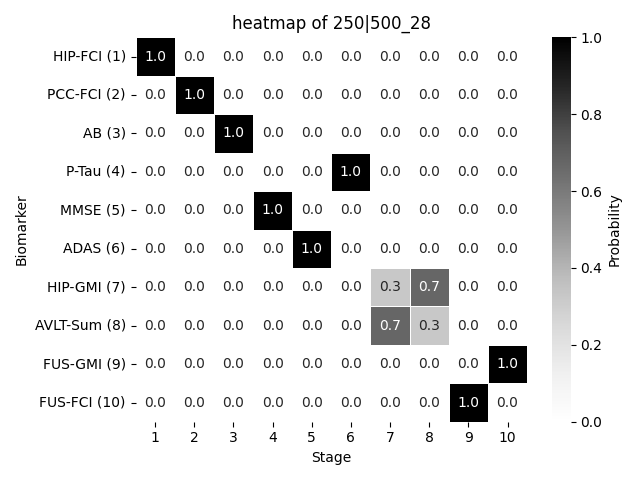 heatmap of 250|500_28
HIP-FCI (1) 1.0 0.0 0.0 0.0 0.0 0.0 0.0 0.0 0.0 0.0
PCC-FCI (2) 0.0 1.0 0.0 0.0 0.0 0.0 0.0 0.0 0.0 0.0
AB (3) 0.0 0.0 1.0 0.0 0.0 0.0 0.0 0.0 0.0 0.0
P-Tau (4) 0.0 0.0 0.0 0.0 0.0 1.0 0.0 0.0 0.0 0.0
MMSE (5) 0.0 0.0 0.0 1.0 0.0 0.0 0.0 0.0 0.0 0.0
ADAS (6) 0.0 0.0 0.0 0.0 1.0 0.0 0.0 0.0 0.0 0.0
HIP-GMI (7) 0.0 0.0 0.0 0.0 0.0 0.0 0.3 0.7 0.0 0.0
AVLT-Sum (8) 0.0 0.0 0.0 0.0 0.0 0.0 0.7 0.3 0.0 0.0
FUS-GMI (9) 0.0 0.0 0.0 0.0 0.0 0.0 0.0 0.0 0.0 1.0
FUS-FCI (10) 0.0 0.0 0.0 0.0 0.0 0.0 0.0 0.0 1.0 0.0
1 2 3 4 5 6 7 8 9 10
Stage
Biomarker
1.0
0.8
0.6
0.4
0.2
0.0
Probability